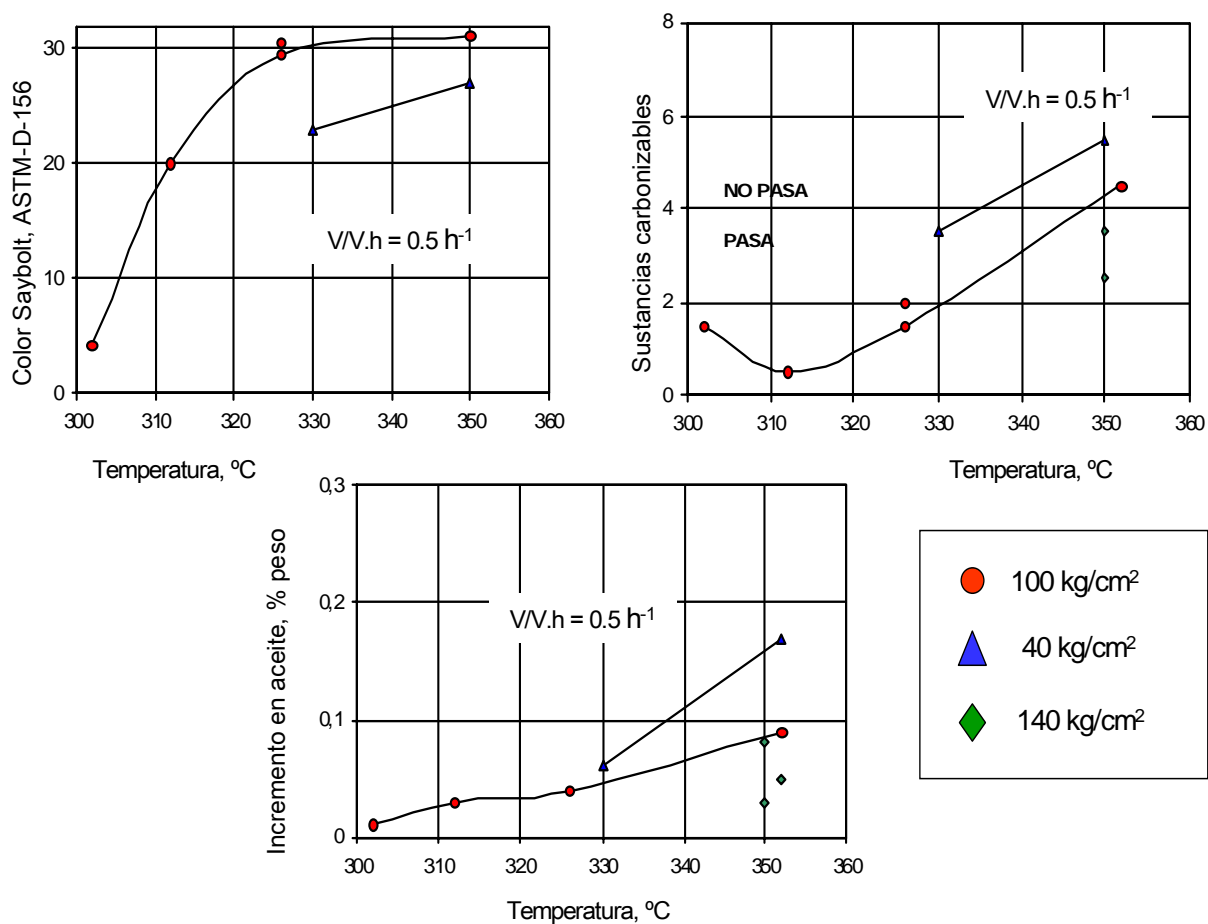 Color Saybolt, ASTM-D-156
30
20
10
0
300 310 320 330 340 350 360
Temperatura, ºC
V/V.h = 0.5 h-1
Sustancias carbonizables
8
6
4
2
0
300 310 320 330 340 350 360
Temperatura, ºC
V/V.h = 0.5 h-1
NO PASA
PASA
Incremento en aceite, % peso
0,3
0,2
0,1
0
300 310 320 330 340 350 360
Temperatura, ºC
V/V.h = 0.5 h-1
100 kg/cm2
40 kg/cm2
140 kg/cm2